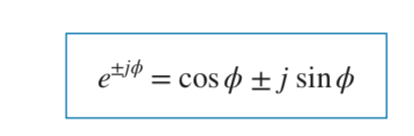 e^{±jϕ} = cos ϕ ± j sin ϕ